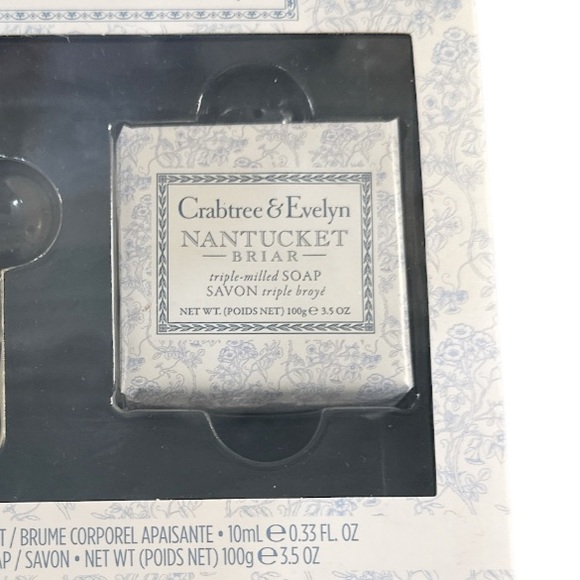 Crabtree & Evelyn
NANTUCKET
BRIAR
triple-milled SOAP
SAVON triple broyé
NET WT. (POIDS NET) 100g ℮ 3.5 OZ
/ BRUME CORPOREL APAISANTE • 10mL ℮ 0.33 FL. OZ
/ SAVON • NET WT (POIDS NET) 100g ℮ 3.5 OZ